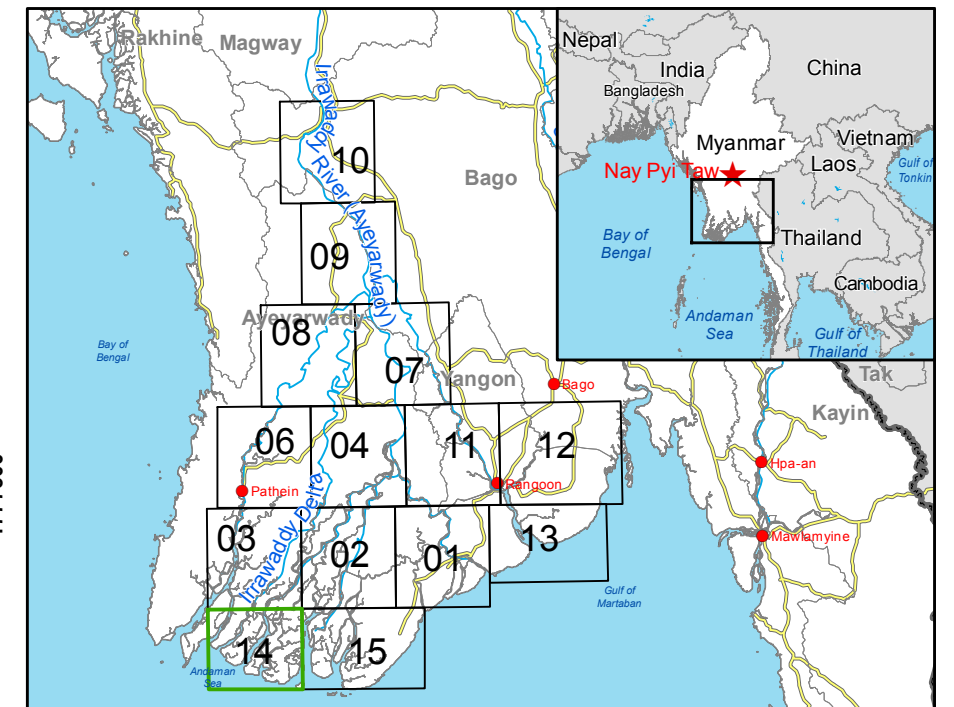 Rakhine
Magway
Irrawaddy River (Ayeyarwady)
10
Bago
09
Ayeyarwady
08
07
Yangon
Bago
Bay of
Bengal
06
04
11
12
Pathein
Rangoon
03
Irrawaddy Delta
02
01
13
Gulf of
Martaban
14
15
Andaman
Sea
Tak
Kayin
Hpa-an
Mawlamyine
Nepal
India
China
Bangladesh
Myanmar
Vietnam
Laos
Gulf of
Tonkin
Nay Pyi Taw
Bay of
Bengal
Thailand
Cambodia
Andaman
Sea
Gulf of
Thailand